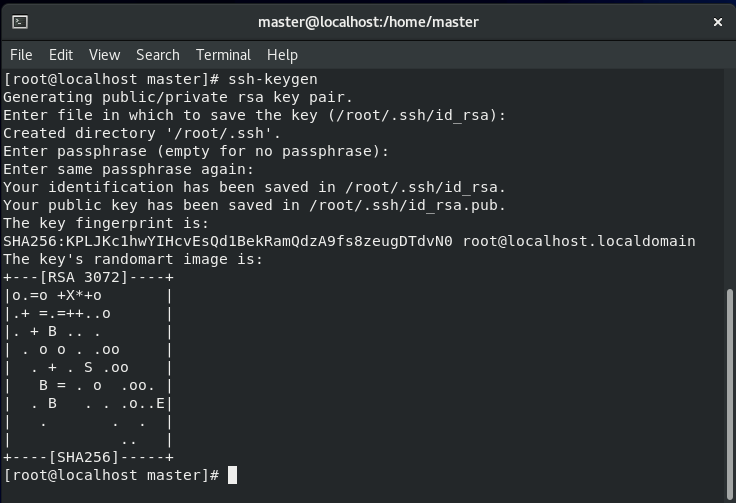 master@localhost:/home/master
File Edit View Search Terminal Help
[root@localhost master]# ssh-keygen
Generating public/private rsa key pair.
Enter file in which to save the key (/root/.ssh/id_rsa):
Created directory '/root/.ssh'.
Enter passphrase (empty for no passphrase):
Enter same passphrase again:
Your identification has been saved in /root/.ssh/id_rsa.
Your public key has been saved in /root/.ssh/id_rsa.pub.
The key fingerprint is:
SHA256:KPLJKc1hwYIHcvEsQd1BekRamQdzA9fs8zeugDTdvN0 root@localhost.localdomain
The key's randomart image is:
+---[RSA 3072]----+
|o.=o +X*+o       |
|.+ =.=++..o      |
|. + B .. .       |
| . o o . .oo     |
|  . + . S .oo    |
|   B = . o  .oo. |
|  . B   . . .o..E|
|   .       .  .  |
|            ..   |
+----[SHA256]-----+
[root@localhost master]#